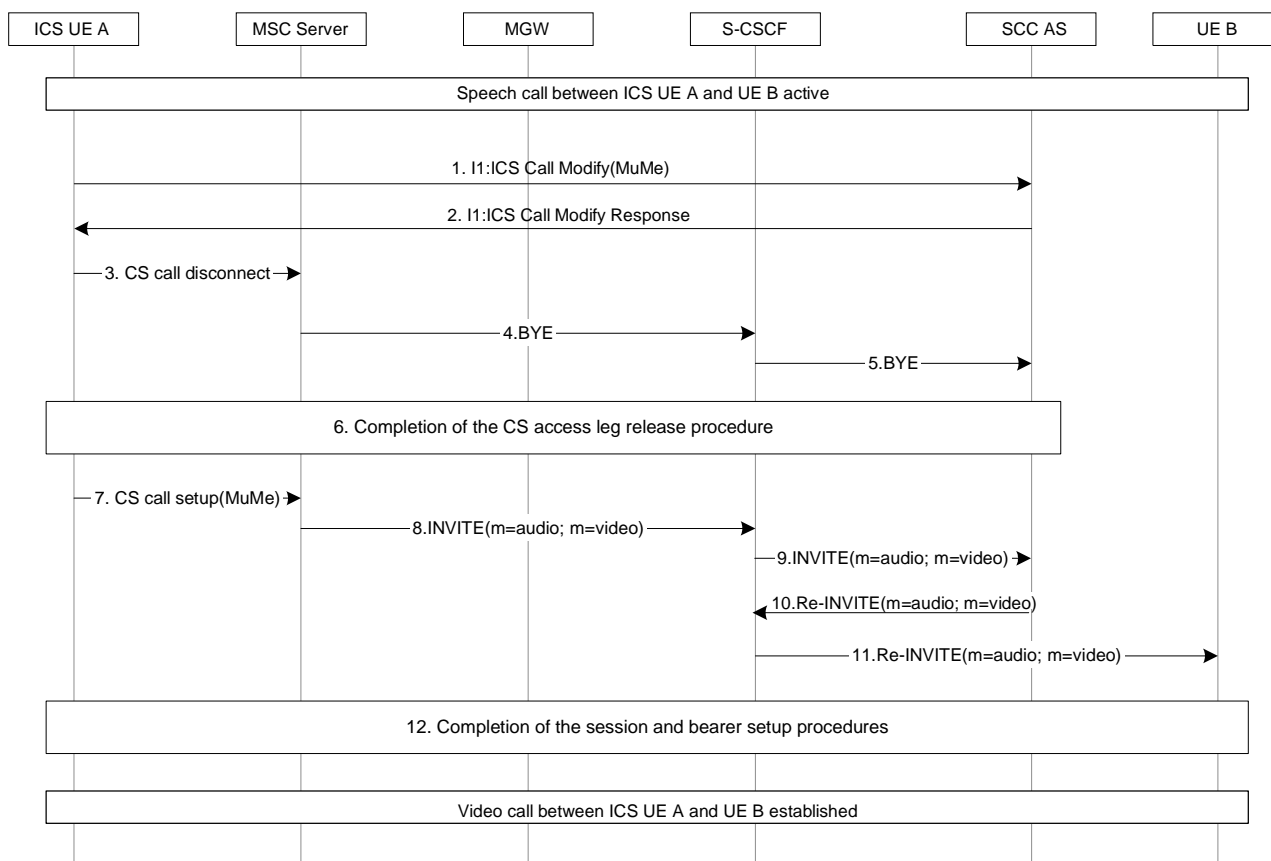 ICS UE A
MSC Server
MGW
S-CSCF
SCC AS
UE B
Speech call between ICS UE A and UE B active
1. I1:ICS Call Modify(MuMe)
2. I1:ICS Call Modify Response
3. CS call disconnect
4.BYE
5.BYE
6. Completion of the CS access leg release procedure
7. CS call setup(MuMe)
8.INVITE(m=audio; m=video)
9.INVITE(m=audio; m=video)
10.Re-INVITE(m=audio; m=video)
11.Re-INVITE(m=audio; m=video)
12. Completion of the session and bearer setup procedures
Video call between ICS UE A and UE B established